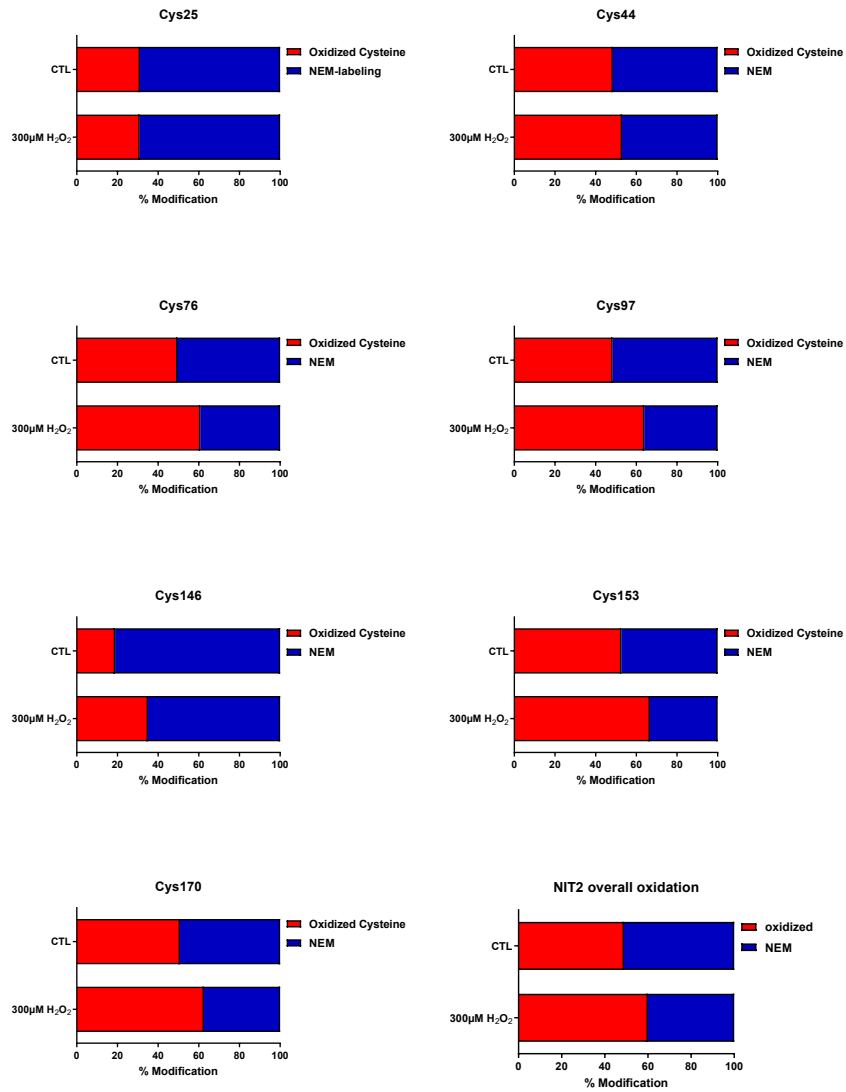 Cys25
Oxidized Cysteine
NEM-labeling
CTL
300µM H₂O₂
0 20 40 60 80 100
% Modification
Cys44
Oxidized Cysteine
NEM
CTL
300µM H₂O₂
0 20 40 60 80 100
% Modification
Cys76
Oxidized Cysteine
NEM
CTL
300µM H₂O₂
0 20 40 60 80 100
% Modification
Cys97
Oxidized Cysteine
NEM
CTL
300µM H₂O₂
0 20 40 60 80 100
% Modification
Cys146
Oxidized Cysteine
NEM
CTL
300µM H₂O₂
0 20 40 60 80 100
% Modification
Cys153
Oxidized Cysteine
NEM
CTL
300µM H₂O₂
0 20 40 60 80 100
% Modification
Cys170
Oxidized Cysteine
NEM
CTL
300µM H₂O₂
0 20 40 60 80 100
% Modification
NIT2 overall oxidation
oxidized
NEM
CTL
300µM H₂O₂
0 20 40 60 80 100
% Modification